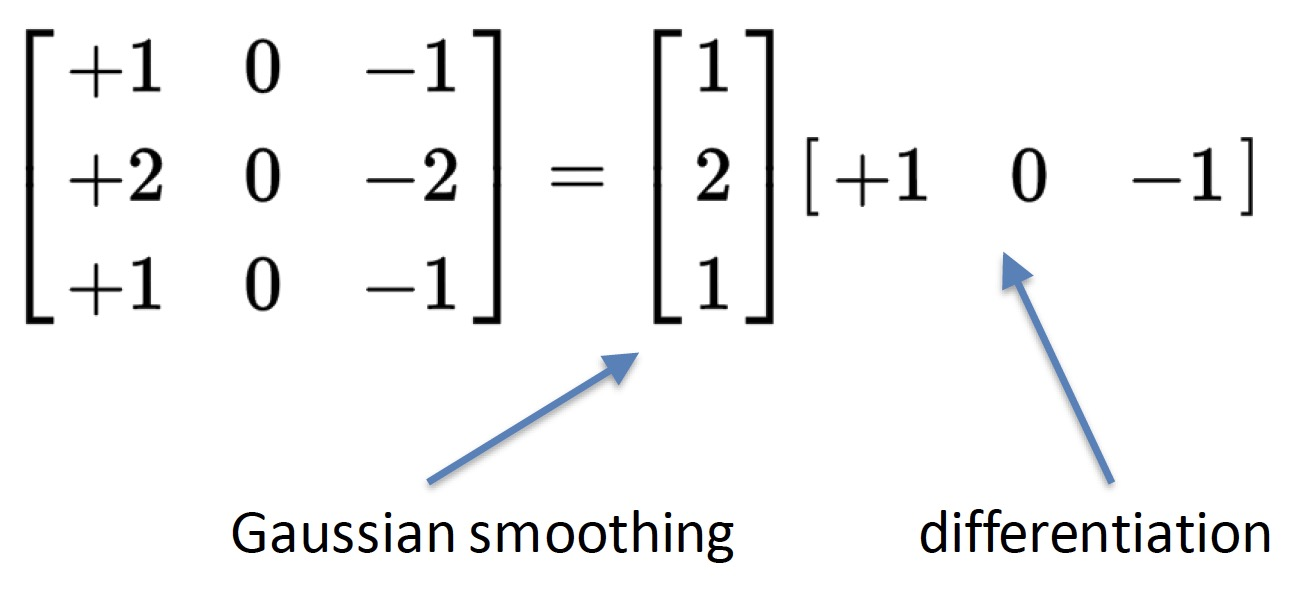 +1 0 −1 1
+2 0 −2 = 2 [ +1 0 −1 ]
+1 0 −1 1
Gaussian smoothing differentiation